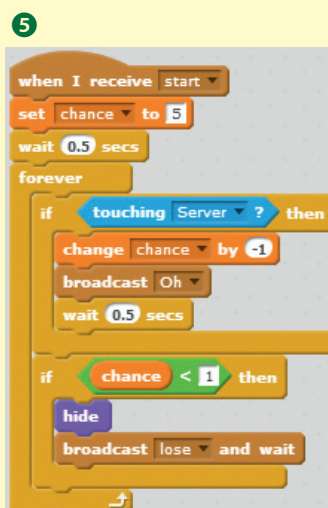 5
when I receive start
set chance to 5
wait 0.5 secs
forever
if touching Server ? then
change chance by -1
broadcast Oh
wait 0.5 secs
if chance < 1 then
hide
broadcast lose and wait